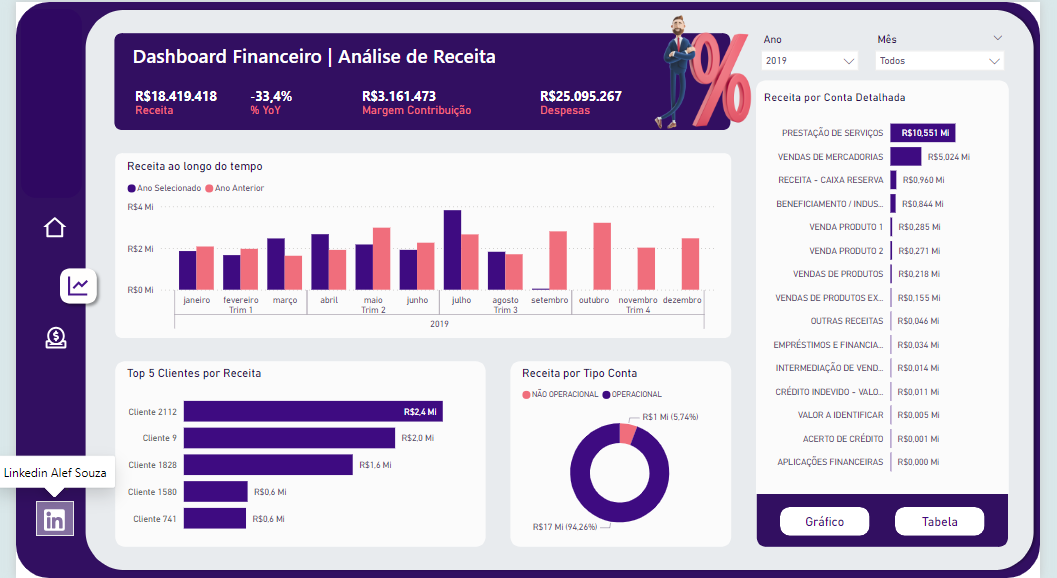 Dashboard Financeiro | Análise de Receita
R$18.419.418 -33,4% R$3.161.473 R$25.095.267
Receita % YoY Margem Contribuição Despesas
%
Ano Mês
2019 Todos
Receita ao longo do tempo
Ano Selecionado Ano Anterior
R$4 Mi
R$2 Mi
R$0 Mi
janeiro fevereiro março abril maio junho julho agosto setembro outubro novembro dezembro
Trim 1 Trim 2 Trim 3 Trim 4
2019
Top 5 Clientes por Receita
Cliente 2112 R$2,4 Mi
Cliente 9 R$2,0 Mi
Cliente 1828 R$1,6 Mi
Cliente 1580 R$0,6 Mi
Cliente 741 R$0,6 Mi
Receita por Tipo Conta
NÃO OPERACIONAL OPERACIONAL
R$1 Mi (5,74%)
R$17 Mi (94,26%)
Receita por Conta Detalhada
PRESTAÇÃO DE SERVIÇOS R$10,551 Mi
VENDAS DE MERCADORIAS R$5,024 Mi
RECEITA - CAIXA RESERVA R$0,960 Mi
BENEFICIAMENTO / INDUS... R$0,844 Mi
VENDA PRODUTO 1 R$0,285 Mi
VENDA PRODUTO 2 R$0,271 Mi
VENDAS DE PRODUTOS R$0,218 Mi
VENDAS DE PRODUTOS EX... R$0,155 Mi
OUTRAS RECEITAS R$0,046 Mi
EMPRÉSTIMOS E FINANCIA... R$0,034 Mi
INTERMEDIAÇÃO DE VEND... R$0,014 Mi
CRÉDITO INDEVIDO - VALO... R$0,011 Mi
VALOR A IDENTIFICAR R$0,005 Mi
ACERTO DE CRÉDITO R$0,001 Mi
APLICAÇÕES FINANCEIRAS R$0,000 Mi
Gráfico Tabela
Linkedin Alef Souza
in